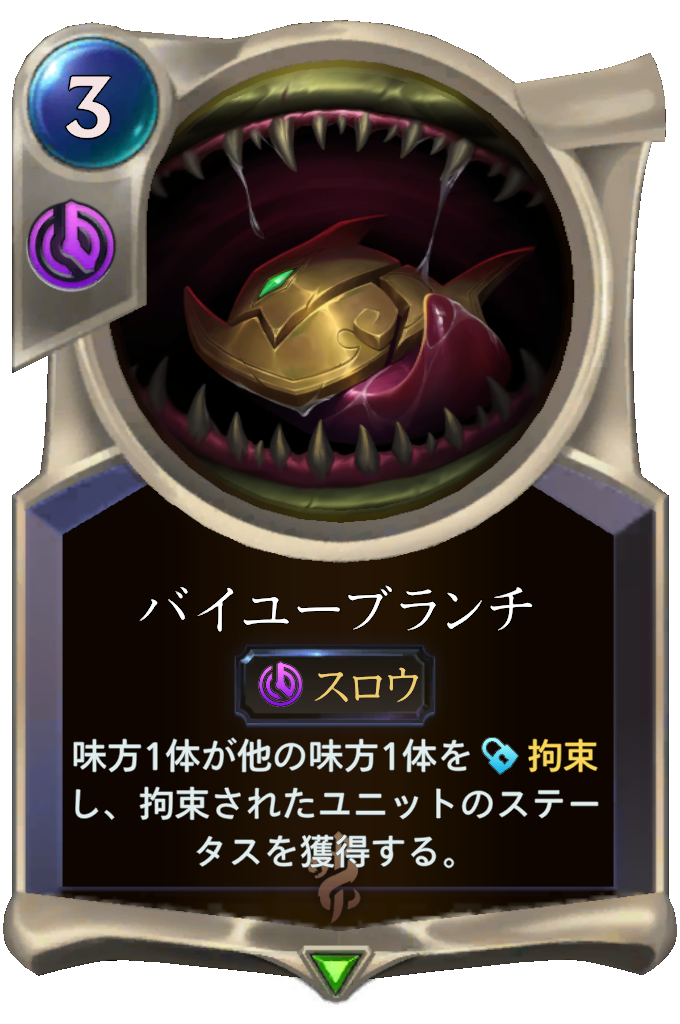 3
バイユーブランチ
スロウ
味方1体が他の味方1体を拘束
し、拘束されたユニットのステー
タスを獲得する。